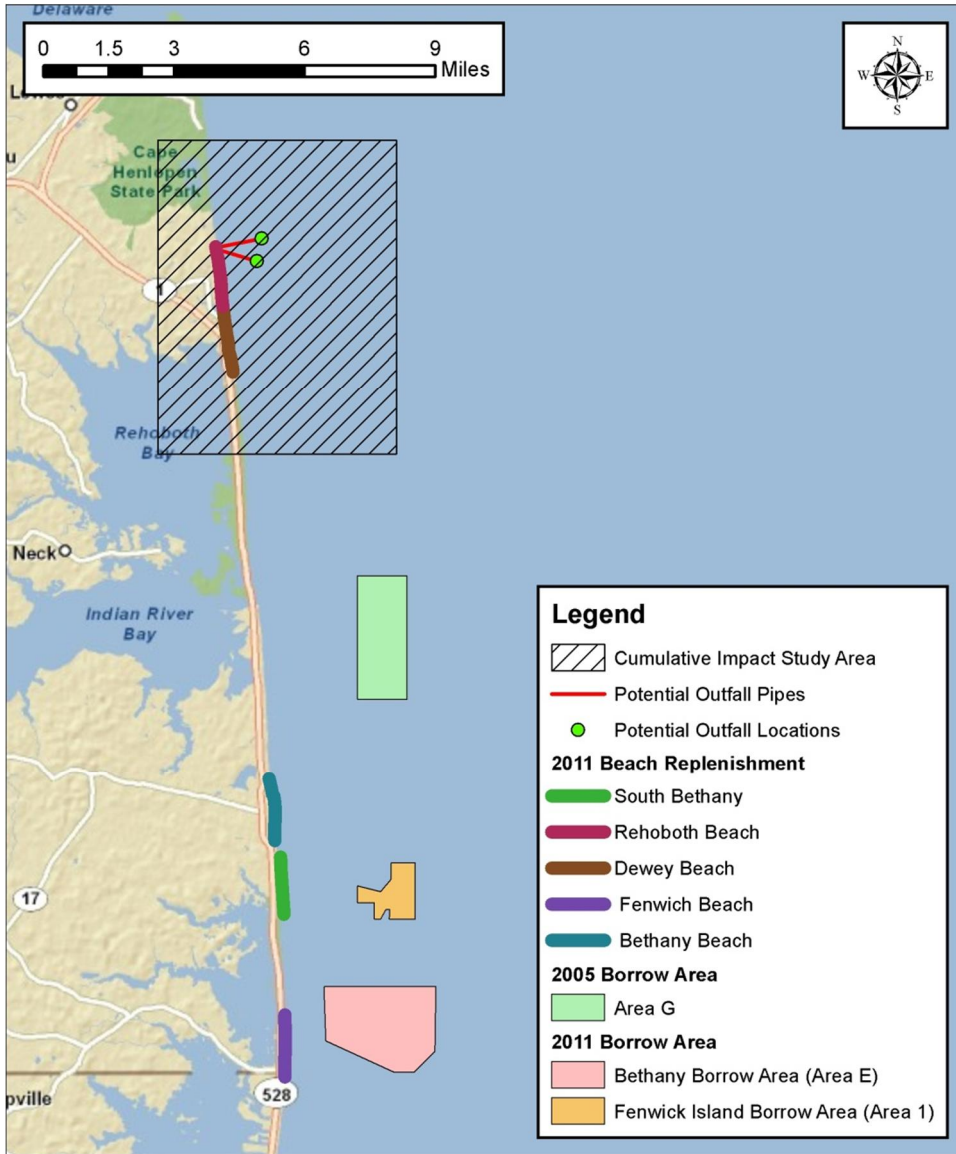 Delaware
0 1.5 3 6 9
Miles
N
W E
S
Cape
Henlopen
State Park
1
Rehoboth
Bay
Neck
Indian River
Bay
17
528
pville
Legend
Cumulative Impact Study Area
Potential Outfall Pipes
Potential Outfall Locations
2011 Beach Replenishment
South Bethany
Rehoboth Beach
Dewey Beach
Fenwich Beach
Bethany Beach
2005 Borrow Area
Area G
2011 Borrow Area
Bethany Borrow Area (Area E)
Fenwick Island Borrow Area (Area 1)